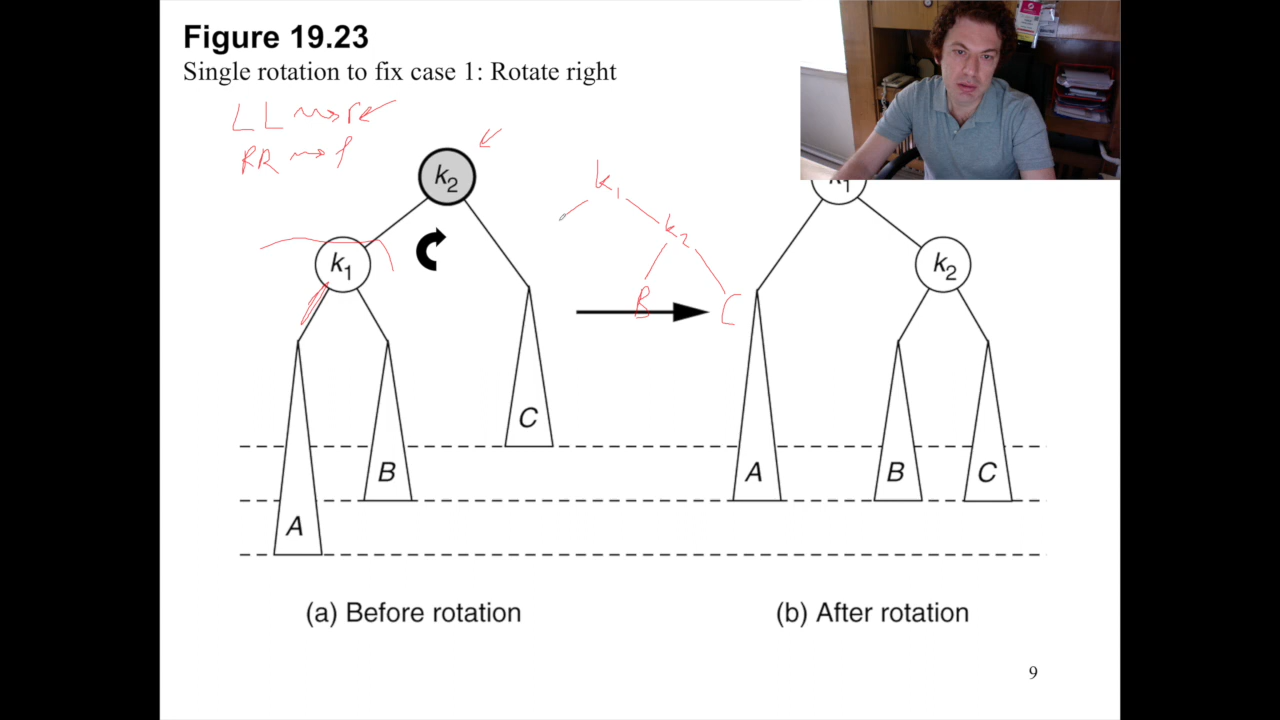 Figure 19.23
Single rotation to fix case 1: Rotate right
LL
RR
k2
k1
k1
k2
B
C
k1
k2
C
B
A
A
B
C
(a) Before rotation
(b) After rotation
9